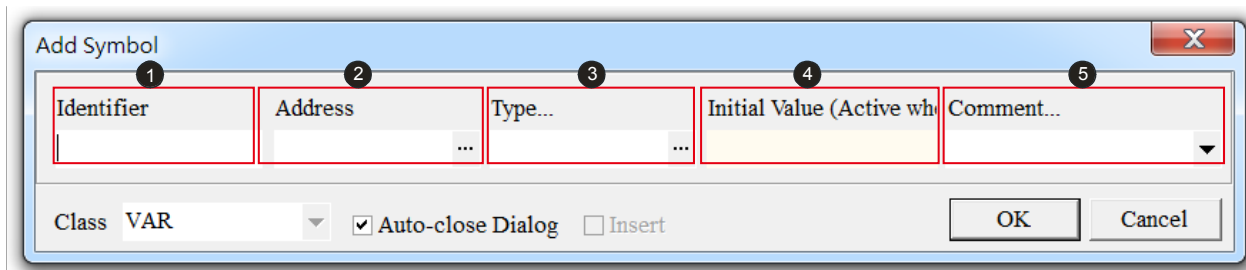 Add Symbol
1 2 3 4 5
Identifier Address Type... Initial Value (Active whe Comment...
... ...
Class VAR Auto-close Dialog Insert OK Cancel